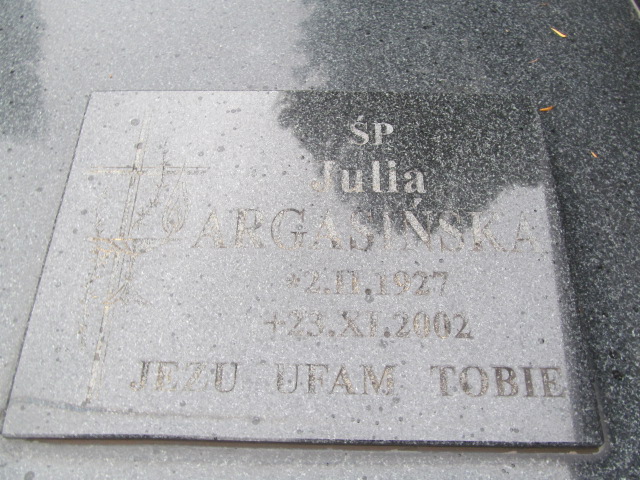 ŚP
Julia
ARGASIŃSKA
*2.II.1927
+23.XI.2002
JEZU UFAM TOBIE